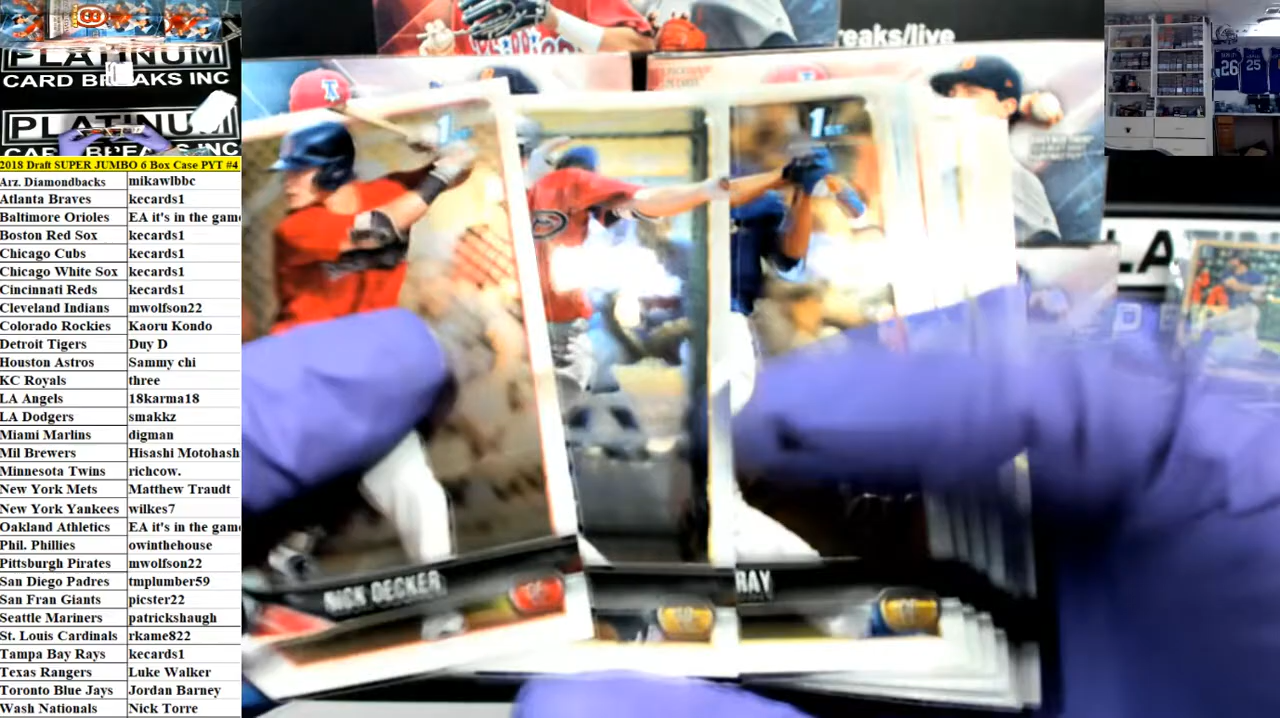 PLATINUM
CARD BREAKS INC
PLATINUM
2018 Draft SUPER JUMBO 6 Box Case PYT #4
Arz. Diamondbacks mikawlbbc
Atlanta Braves kecards1
Baltimore Orioles EA it's in the game
Boston Red Sox kecards1
Chicago Cubs kecards1
Chicago White Sox kecards1
Cincinnati Reds kecards1
Cleveland Indians mwolfson22
Colorado Rockies Kaoru Kondo
Detroit Tigers Duy D
Houston Astros Sammy chi
KC Royals three
LA Angels 18karma18
LA Dodgers smakkz
Miami Marlins digman
Mil Brewers Hisashi Motohash
Minnesota Twins richcow.
New York Mets Matthew Traudt
New York Yankees wilkes7
Oakland Athletics EA it's in the game
Phil. Phillies owinthehouse
Pittsburgh Pirates mwolfson22
San Diego Padres tmplumber59
San Fran Giants picster22
Seattle Mariners patrickshaugh
St. Louis Cardinals rkame822
Tampa Bay Rays kecards1
Texas Rangers Luke Walker
Toronto Blue Jays Jordan Barney
Wash Nationals Nick Torre
reaks/live
1st
1st
NICK DECKER
RAY
LA
26
25